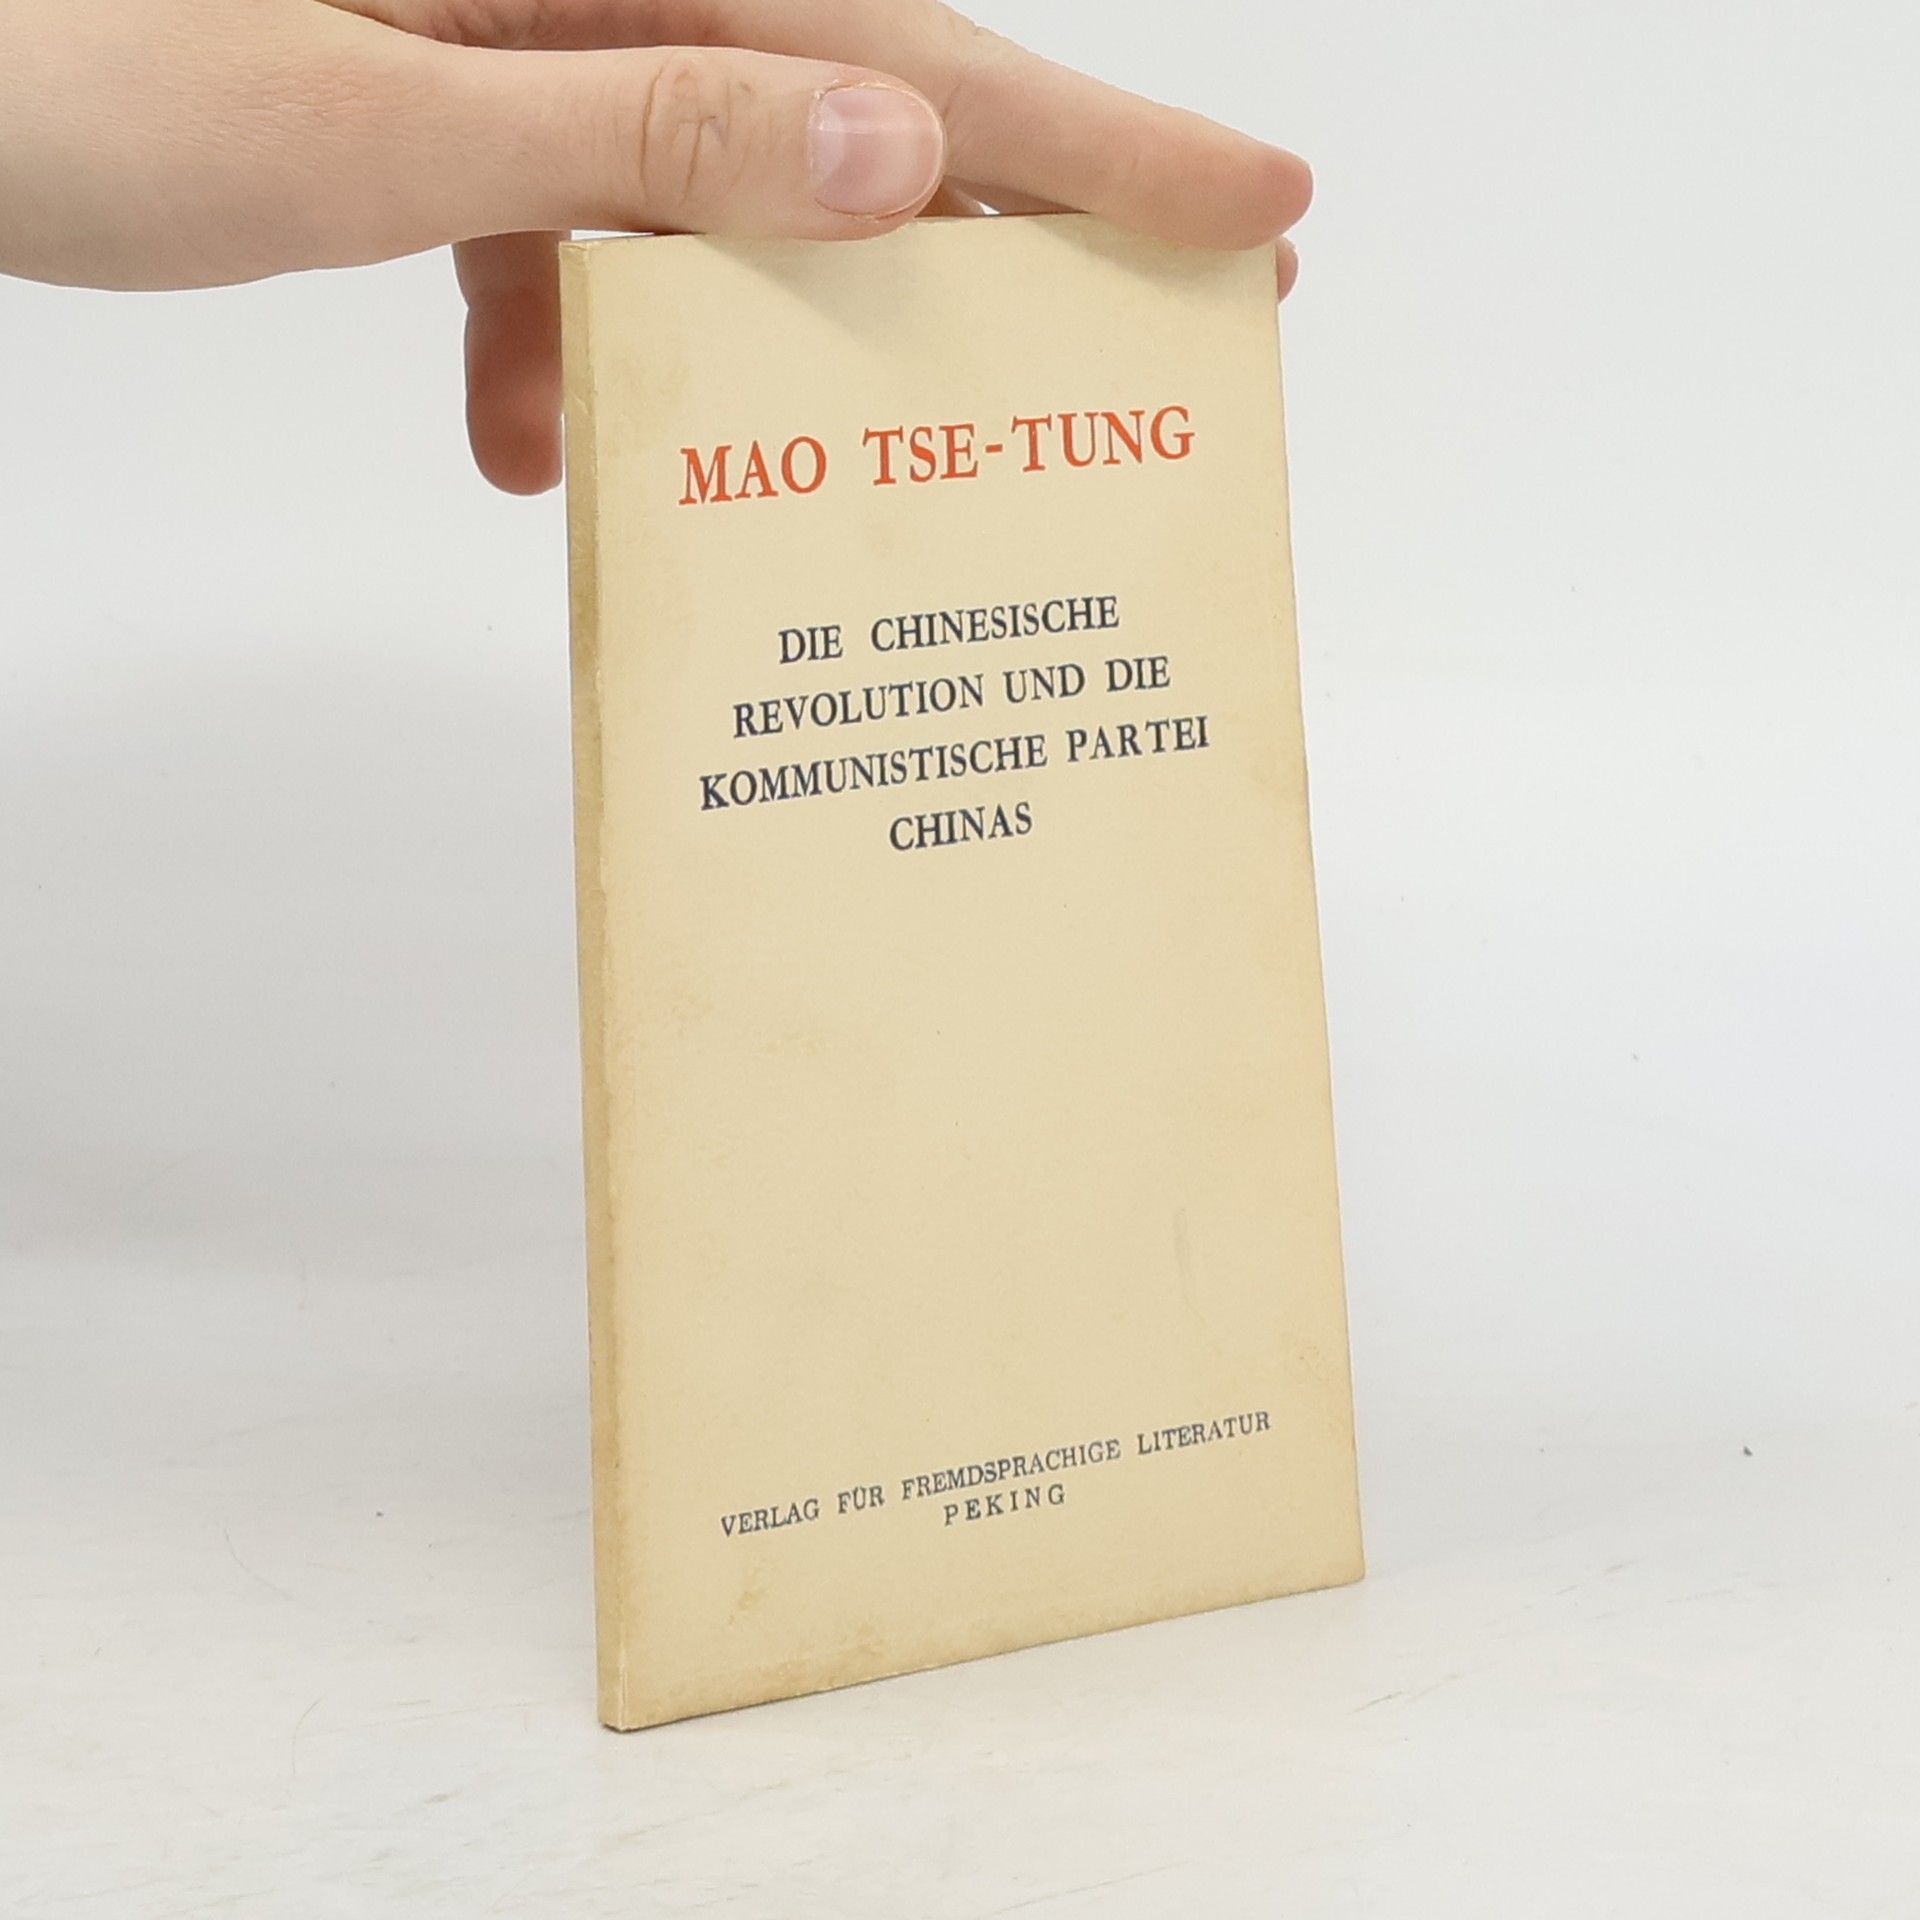 MAO TSE-TUNG
DIE CHINESISCHE
REVOLUTION UND DIE
KOMMUNISTISCHE PARTEI
CHINAS
VERLAG FÜR FREMDSPRACHIGE LITERATUR
PEKING